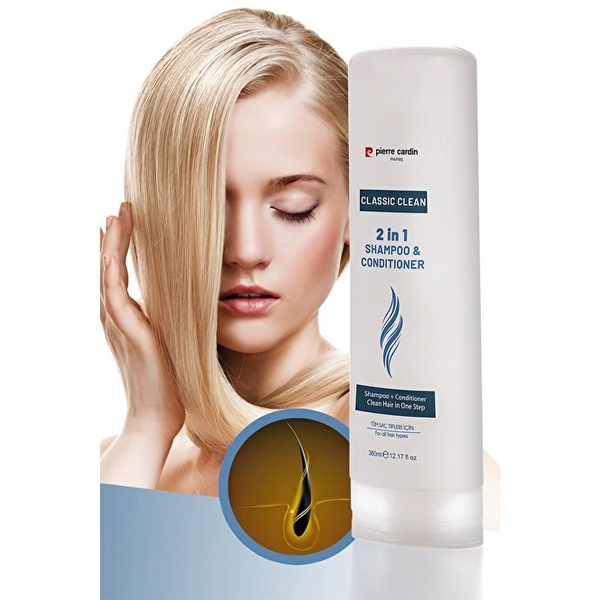 pierre cardin
PARIS
CLASSIC CLEAN
2 in 1
SHAMPOO &
CONDITIONER
Shampoo + Conditioner
Clean Hair in One Step
TÜM SAÇ TİPLERİ İÇİN
For all hair types
360ml ℮ 12.17 fl oz